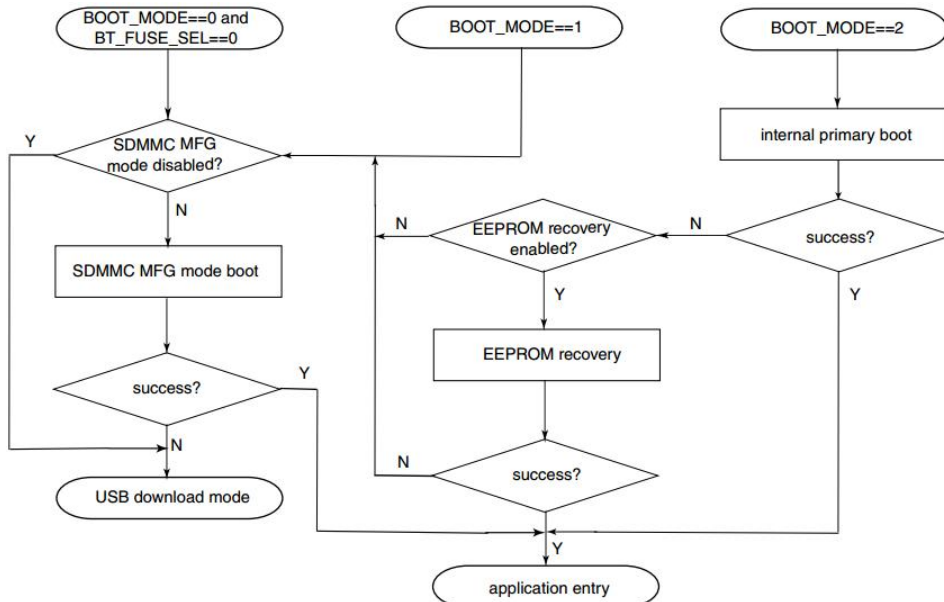 BOOT_MODE==0 and
BT_FUSE_SEL==0
BOOT_MODE==1
BOOT_MODE==2
internal primary boot
Y
SDMMC MFG
mode disabled?
N
N
EEPROM recovery
enabled?
N
success?
SDMMC MFG mode boot
Y
Y
EEPROM recovery
success?
Y
N
N
success?
USB download mode
Y
application entry